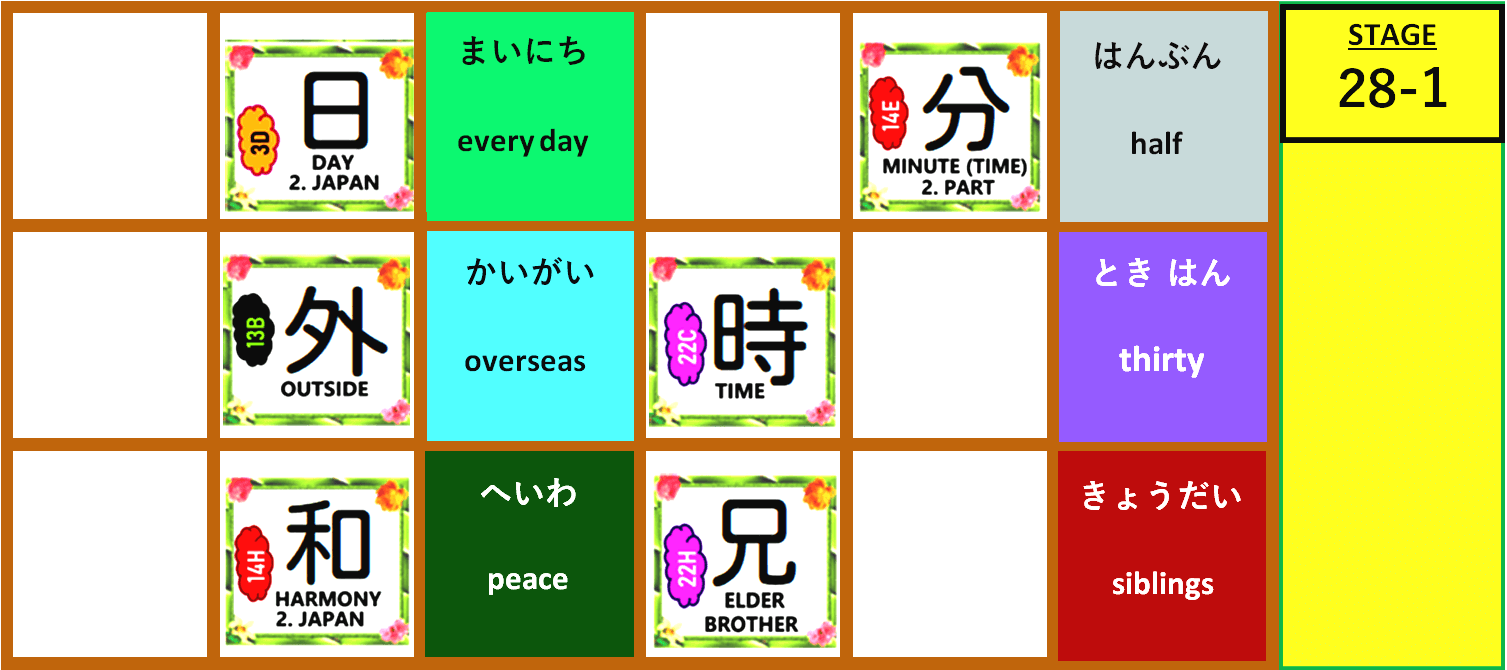 日
3D
DAY
2. JAPAN
まいにち
every day
分
14E
MINUTE (TIME)
2. PART
はんぶん
half
STAGE
28-1
外
13B
OUTSIDE
かいがい
overseas
時
22C
TIME
とき はん
thirty
和
14H
HARMONY
2. JAPAN
へいわ
peace
兄
22H
ELDER
BROTHER
きょうだい
siblings